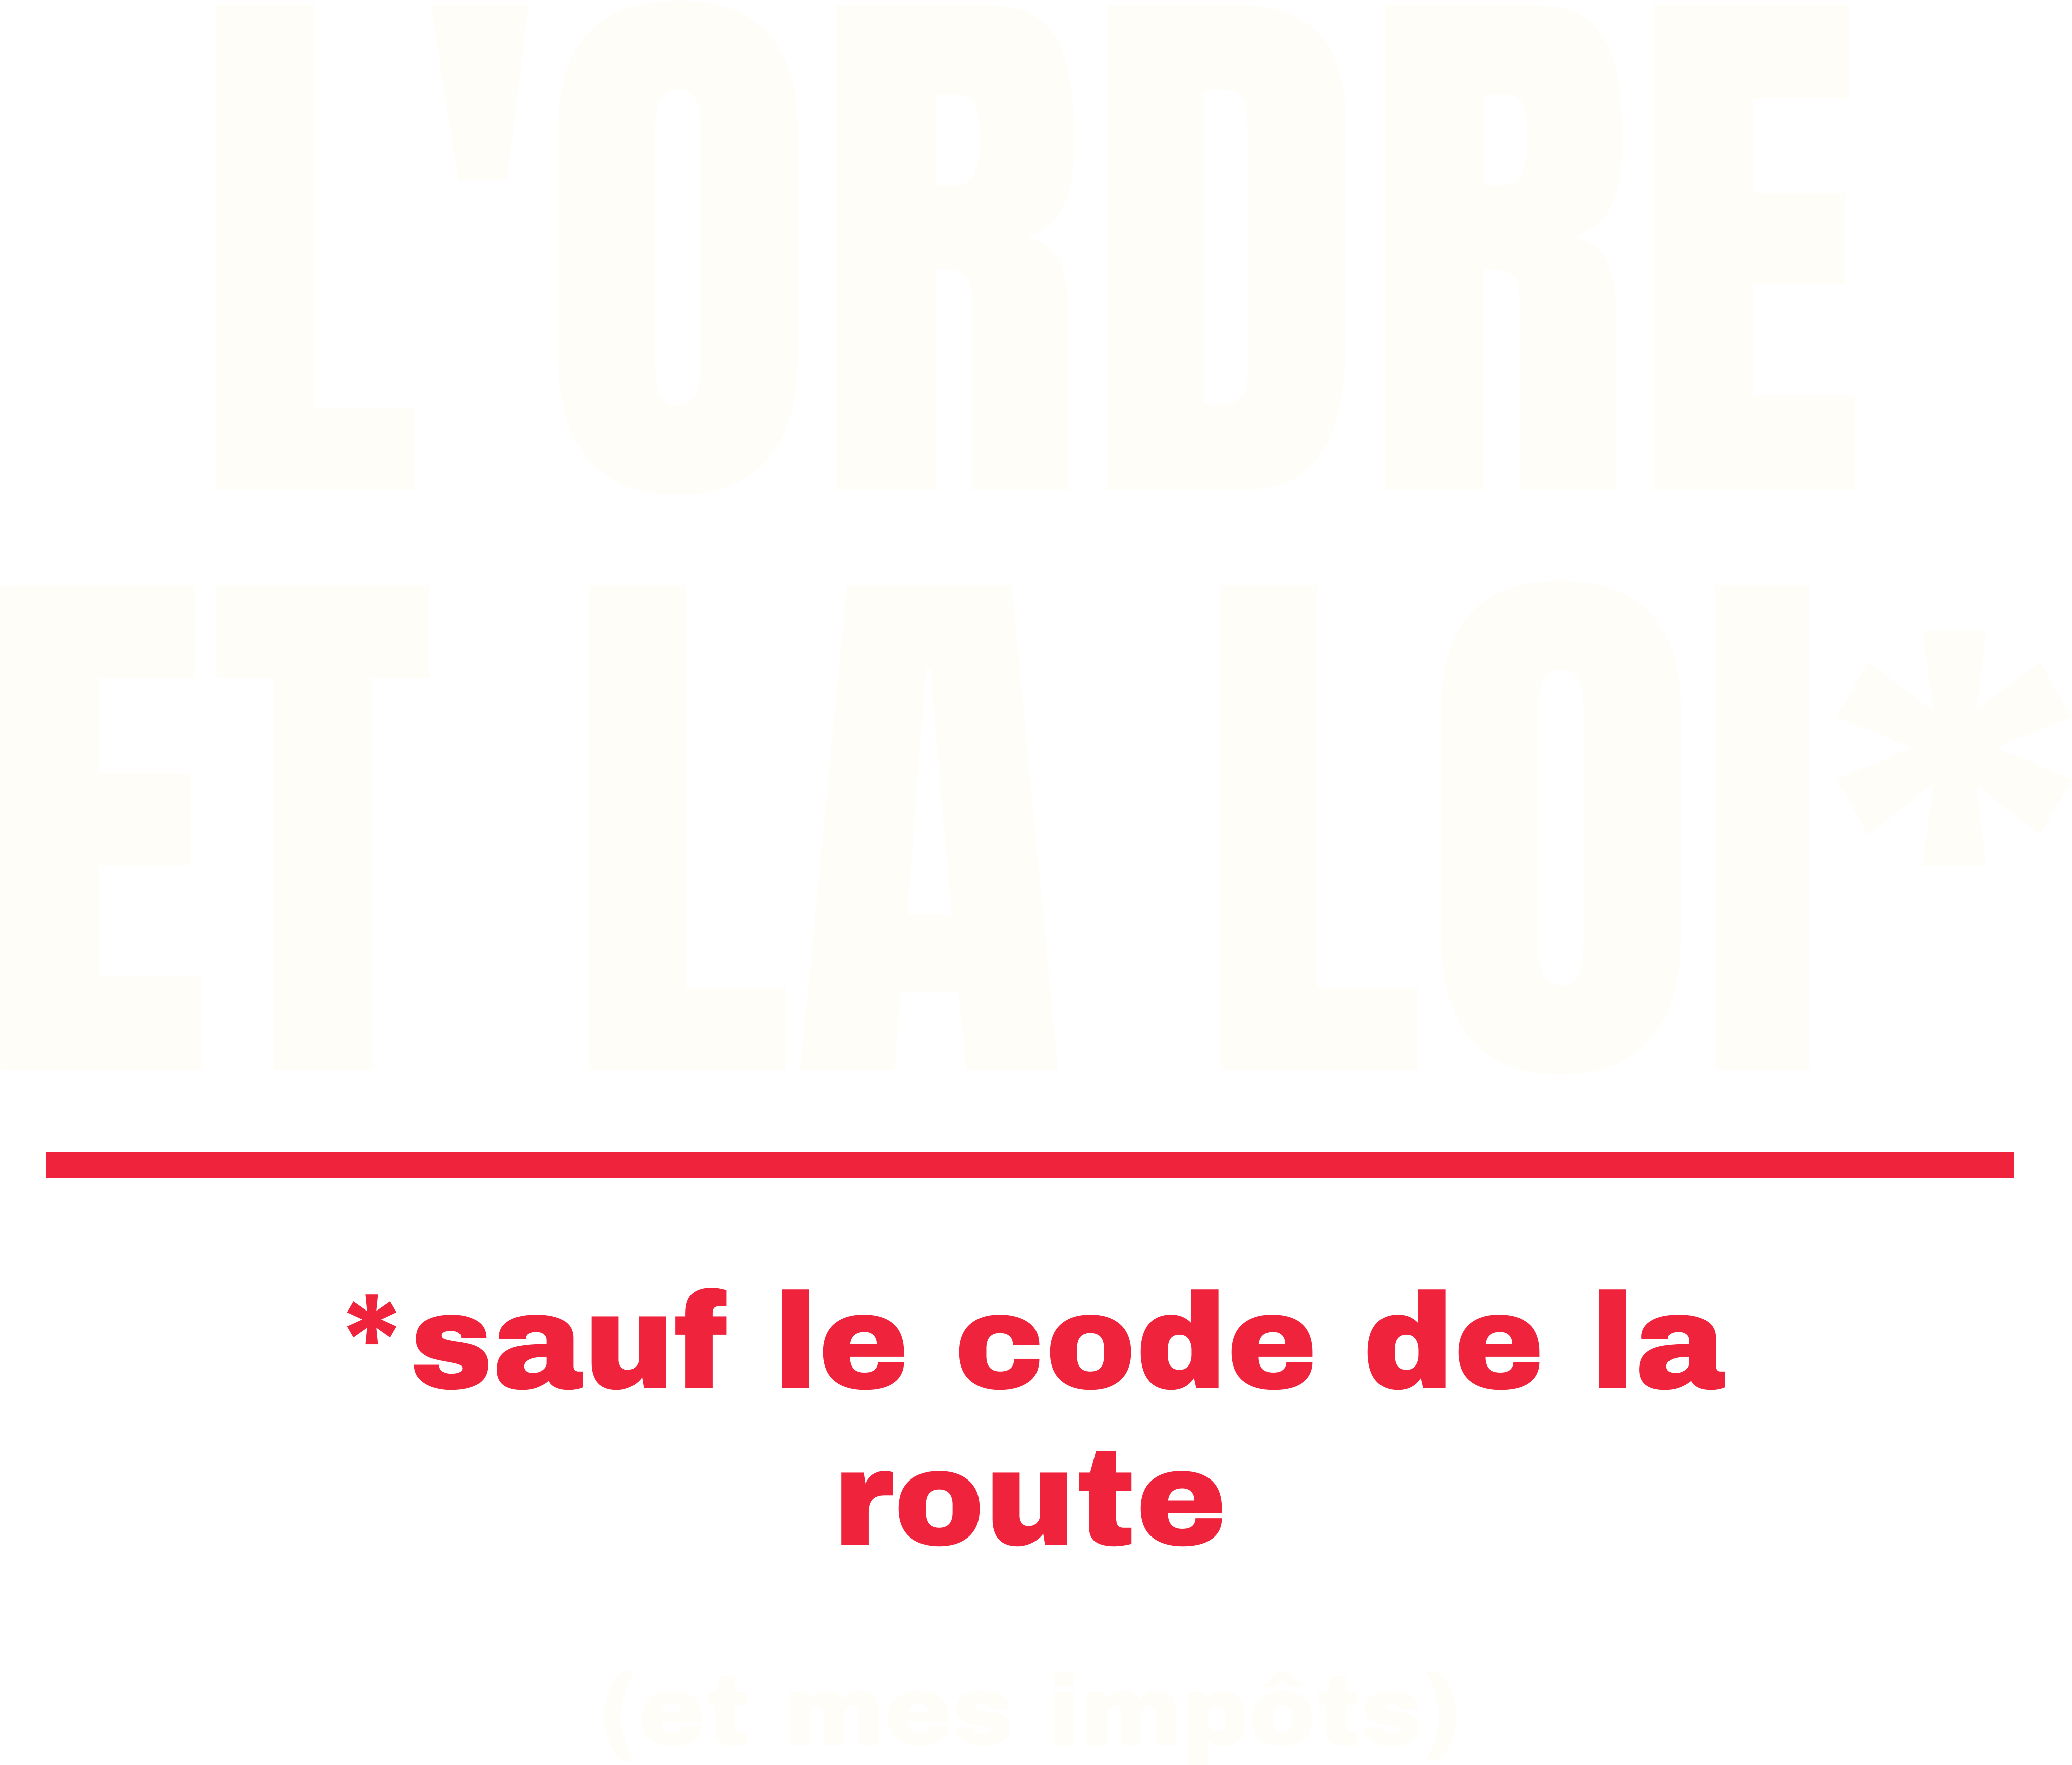 L'ORDRE
ET LA LOI*
*sauf le code de la
route
(et mes impôts)